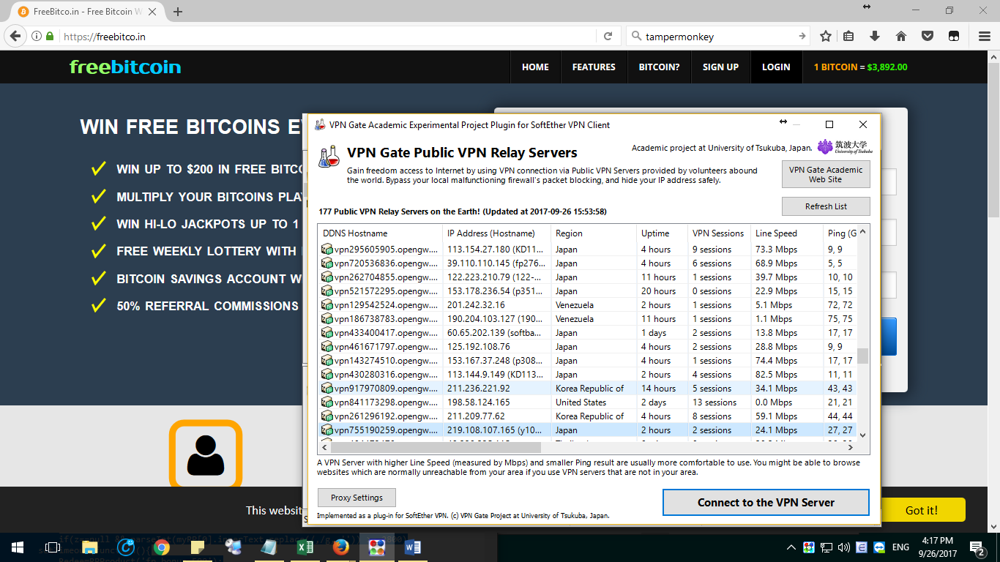 FreeBitco.in - Free Bitcoin W
https://freebitco.in
tampermonkey
freebitcoin
HOME
FEATURES
BITCOIN?
SIGN UP
LOGIN
1 BITCOIN = $3,892.00
WIN FREE BITCOINS E
WIN UP TO $200 IN FREE BITCO
MULTIPLY YOUR BITCOINS PLA
WIN HI-LO JACKPOTS UP TO 1
FREE WEEKLY LOTTERY WITH
BITCOIN SAVINGS ACCOUNT W
50% REFERRAL COMMISSIONS
VPN Gate Academic Experimental Project Plugin for SoftEther VPN Client
VPN Gate Public VPN Relay Servers
Academic project at University of Tsukuba, Japan.
筑波大学
University of Tsukuba
Gain freedom access to Internet by using VPN connection via Public VPN Servers provided by volunteers abound
the world. Bypass your local malfunctioning firewall's packet blocking, and hide your IP address safely.
VPN Gate Academic
Web Site
Refresh List
177 Public VPN Relay Servers on the Earth! (Updated at 2017-09-26 15:53:58)
DDNS Hostname IP Address (Hostname) Region Uptime VPN Sessions Line Speed Ping (G
vpn295605905.opengw.... 113.154.27.180 (KD11... Japan 4 hours 9 sessions 73.3 Mbps 9, 9
vpn720536836.opengw.... 39.110.110.145 (fp276... Japan 4 hours 6 sessions 68.9 Mbps 5, 5
vpn262704855.opengw.... 122.223.210.79 (122-... Japan 11 hours 1 sessions 39.7 Mbps 10, 10
vpn521572295.opengw.... 153.178.236.54 (p351... Japan 20 hours 0 sessions 22.9 Mbps 15, 15
vpn129542524.opengw.... 201.242.32.16 Venezuela 2 hours 1 sessions 5.1 Mbps 72, 72
vpn186738783.opengw.... 190.204.103.127 (190... Venezuela 11 hours 1 sessions 1.1 Mbps 75, 75
vpn433400417.opengw.... 60.65.202.139 (softba... Japan 1 days 2 sessions 13.8 Mbps 17, 17
vpn461671797.opengw.... 125.192.108.76 Japan 4 hours 2 sessions 28.8 Mbps 9, 9
vpn143274510.opengw.... 153.167.37.248 (p308... Japan 4 hours 1 sessions 74.4 Mbps 17, 17
vpn430280316.opengw.... 113.144.9.149 (KD113... Japan 2 hours 4 sessions 82.5 Mbps 11, 11
vpn917970809.opengw.... 211.236.221.92 Korea Republic of 14 hours 5 sessions 34.1 Mbps 43, 43
vpn841173298.opengw.... 198.58.124.165 United States 2 days 13 sessions 0.0 Mbps 21, 21
vpn261296192.opengw.... 211.209.77.62 Korea Republic of 4 hours 8 sessions 59.1 Mbps 44, 44
vpn755190259.opengw.... 219.108.107.165 (y10... Japan 2 hours 2 sessions 24.1 Mbps 27, 27
A VPN Server with higher Line Speed (measured by Mbps) and smaller Ping result are usually more comfortable to use. You might be able to browse
websites which are normally unreachable from your area if you use VPN servers that are not in your area.
Proxy Settings
Connect to the VPN Server
Implemented as a plug-in for SoftEther VPN. (c) VPN Gate Project at University of Tsukuba, Japan.
This websit
Got it!
ENG
4:17 PM
9/26/2017
2